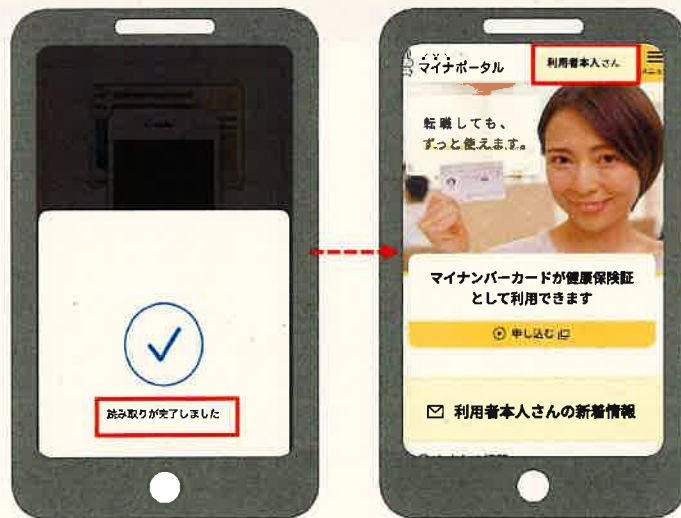 読み取りが完了しました
マイナポータル
利用者本人さん
転職しても、
ずっと使えます。
マイナンバーカードが健康保険証
として利用できます
申し込む
利用者本人さんの新着情報